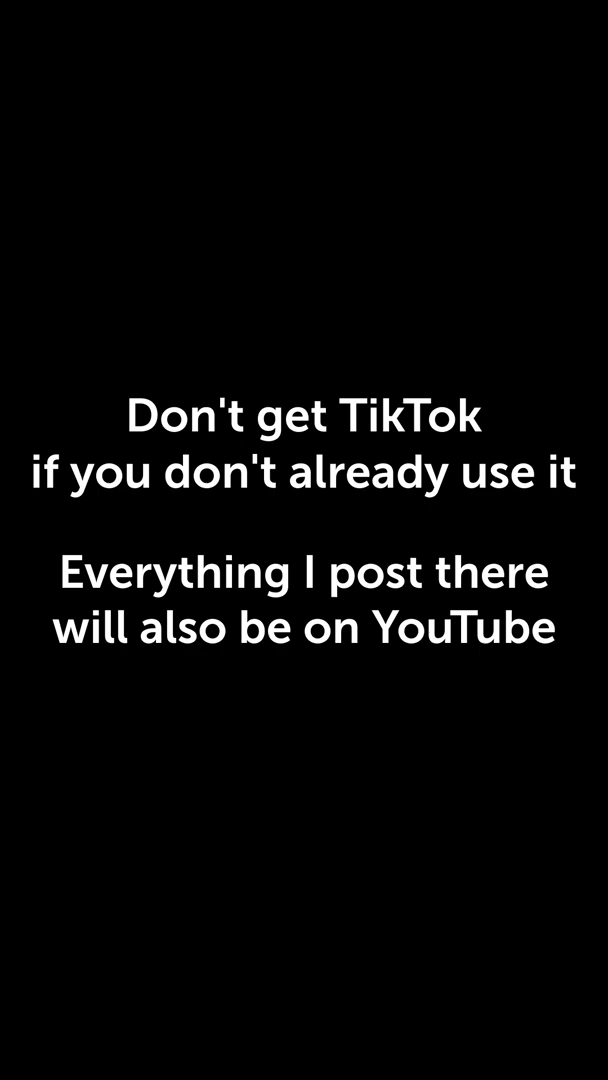 Don't get TikTok
if you don't already use it
Everything I post there
will also be on YouTube